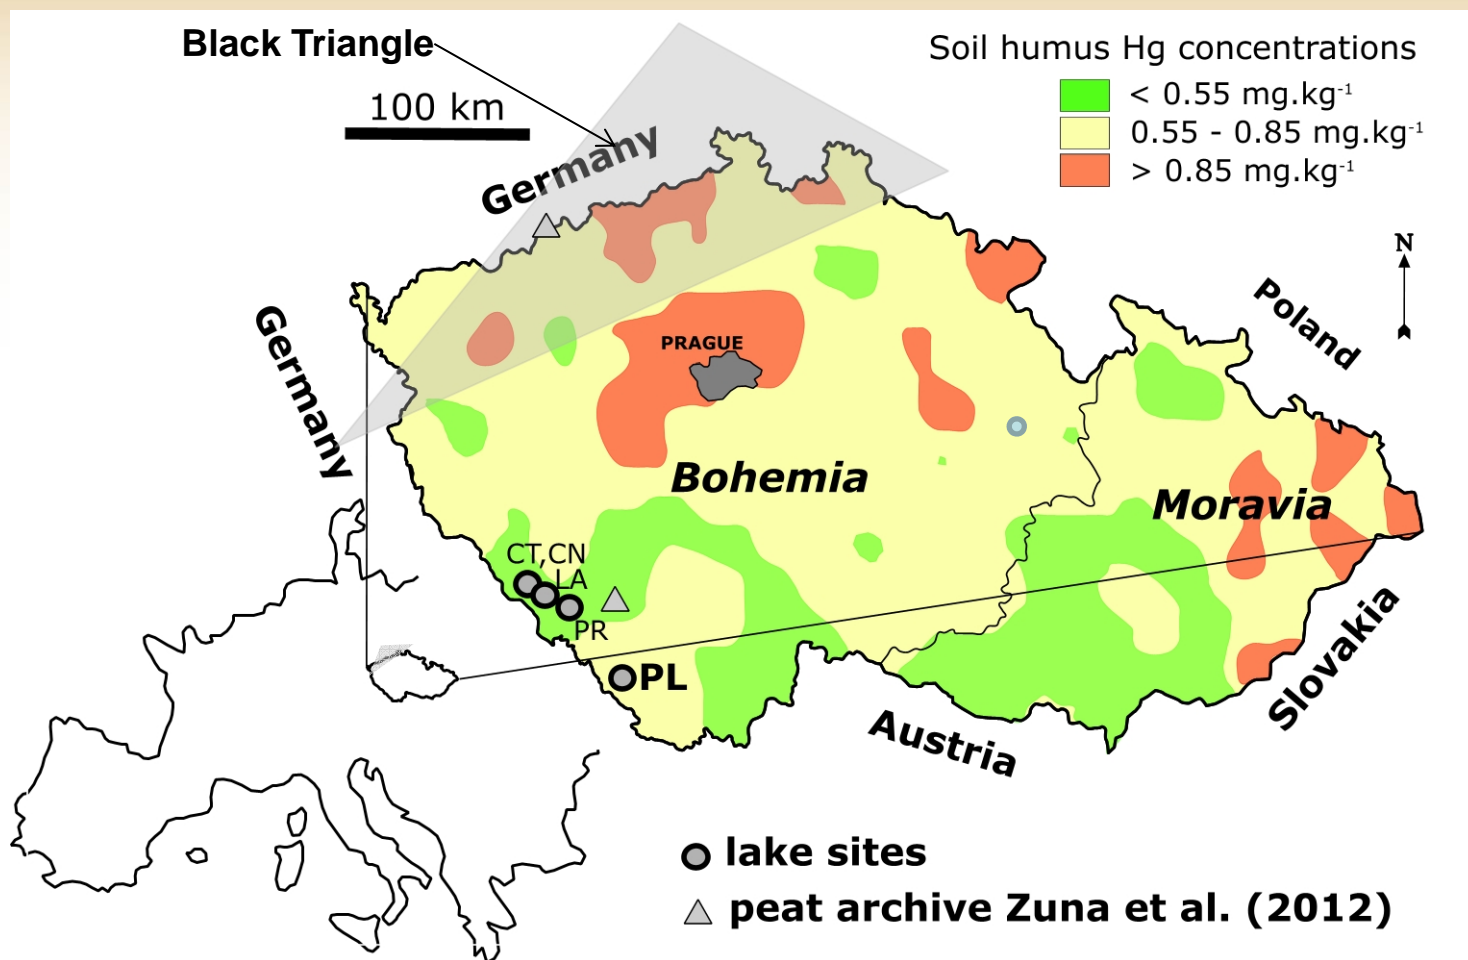 Black Triangle
Soil humus Hg concentrations
< 0.55 mg.kg⁻¹
0.55 - 0.85 mg.kg⁻¹
> 0.85 mg.kg⁻¹
100 km
Germany
N
Poland
Germany
PRAGUE
Bohemia
Moravia
CT,CN
LA
PR
PL
Slovakia
Austria
lake sites
peat archive Zuna et al. (2012)